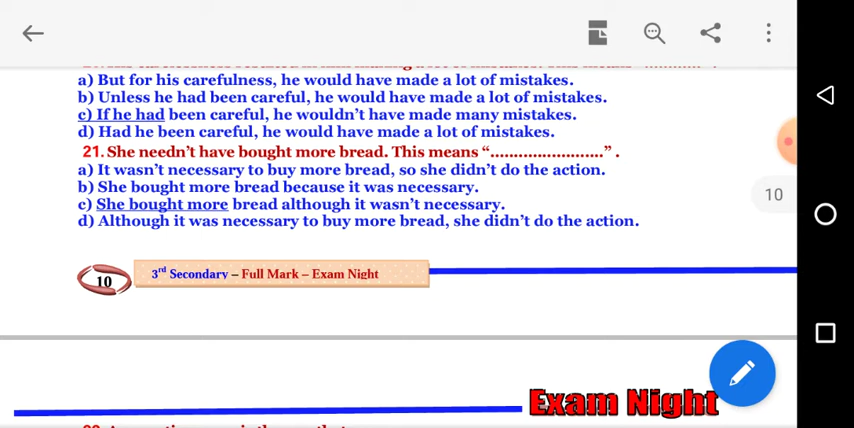 a) But for his carefulness, he would have made a lot of mistakes.
b) Unless he had been careful, he would have made a lot of mistakes.
c) If he had been careful, he wouldn't have made many mistakes.
d) Had he been careful, he would have made a lot of mistakes.
21. She needn't have bought more bread. This means "........................" .
a) It wasn't necessary to buy more bread, so she didn't do the action.
b) She bought more bread because it was necessary.
c) She bought more bread although it wasn't necessary.
10
d) Although it was necessary to buy more bread, she didn't do the action.
10
3rd Secondary – Full Mark – Exam Night
Exam Night